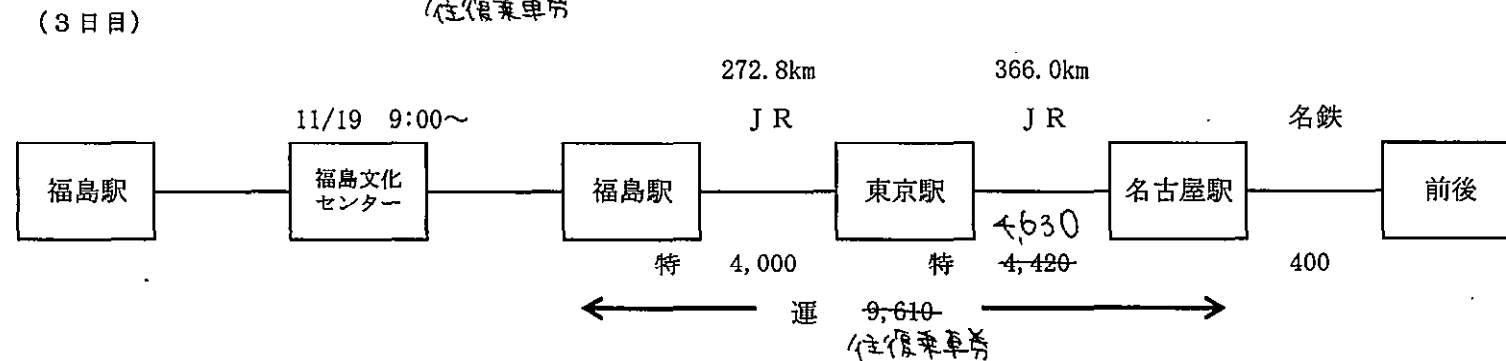 往復乗車券
(3日目)
272.8km 366.0km
11/19 9:00～ JR JR 名鉄
福島駅 福島文化センター 福島駅 東京駅 名古屋駅 前後
4,630
特 4,000 特 4,420 400
運 9,610
往復乗車券